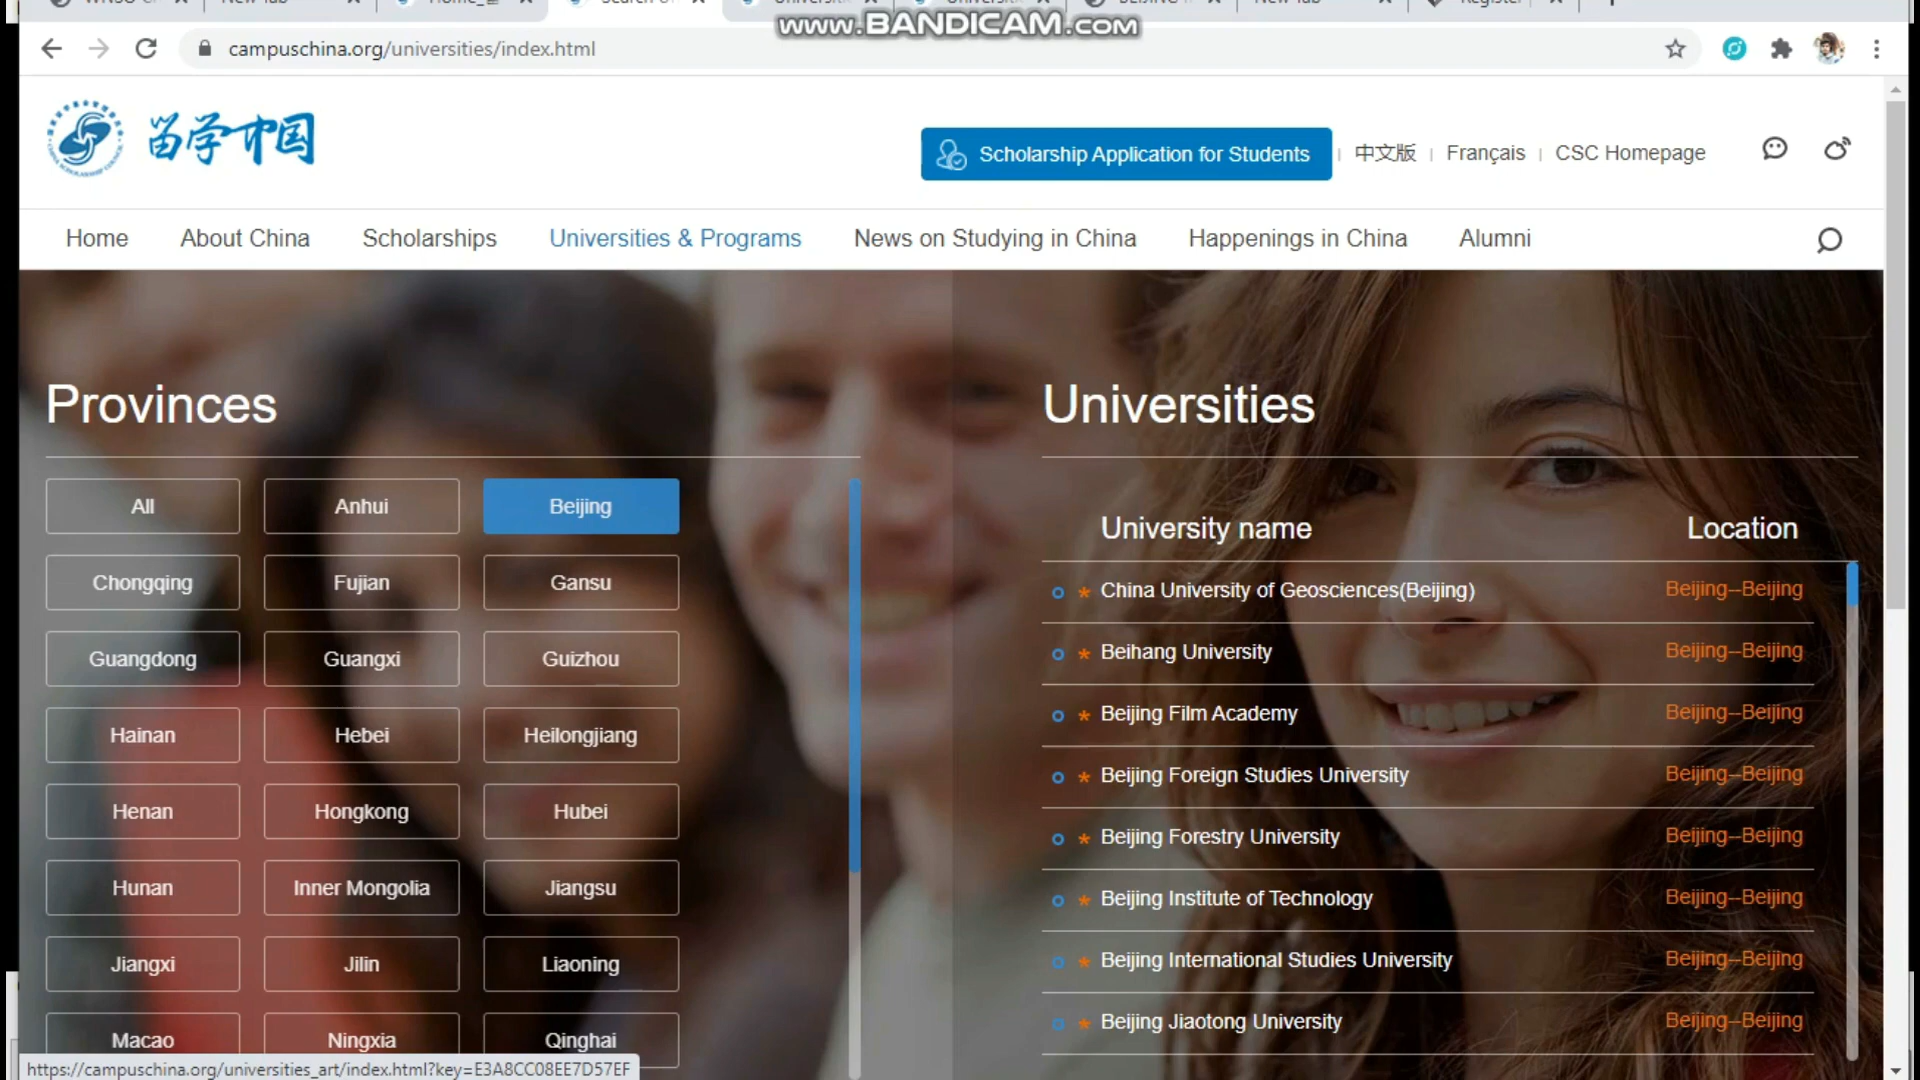 New Tab
www.BANDICAM.com
campuschina.org/universities/index.html
留学中国
Scholarship Application for Students
中文版
Français
CSC Homepage
Home
About China
Scholarships
Universities & Programs
News on Studying in China
Happenings in China
Alumni
Provinces
All
Anhui
Beijing
Chongqing
Fujian
Gansu
Guangdong
Guangxi
Guizhou
Hainan
Hebei
Heilongjiang
Henan
Hongkong
Hubei
Hunan
Inner Mongolia
Jiangsu
Jiangxi
Jilin
Liaoning
Macao
Ningxia
Qinghai
Universities
University name Location
* China University of Geosciences(Beijing) Beijing--Beijing
* Beihang University Beijing--Beijing
* Beijing Film Academy Beijing--Beijing
* Beijing Foreign Studies University Beijing--Beijing
* Beijing Forestry University Beijing--Beijing
* Beijing Institute of Technology Beijing--Beijing
* Beijing International Studies University Beijing--Beijing
* Beijing Jiaotong University Beijing--Beijing
https://campuschina.org/universities_art/index.html?key=E3A8CC08EE7D57EF